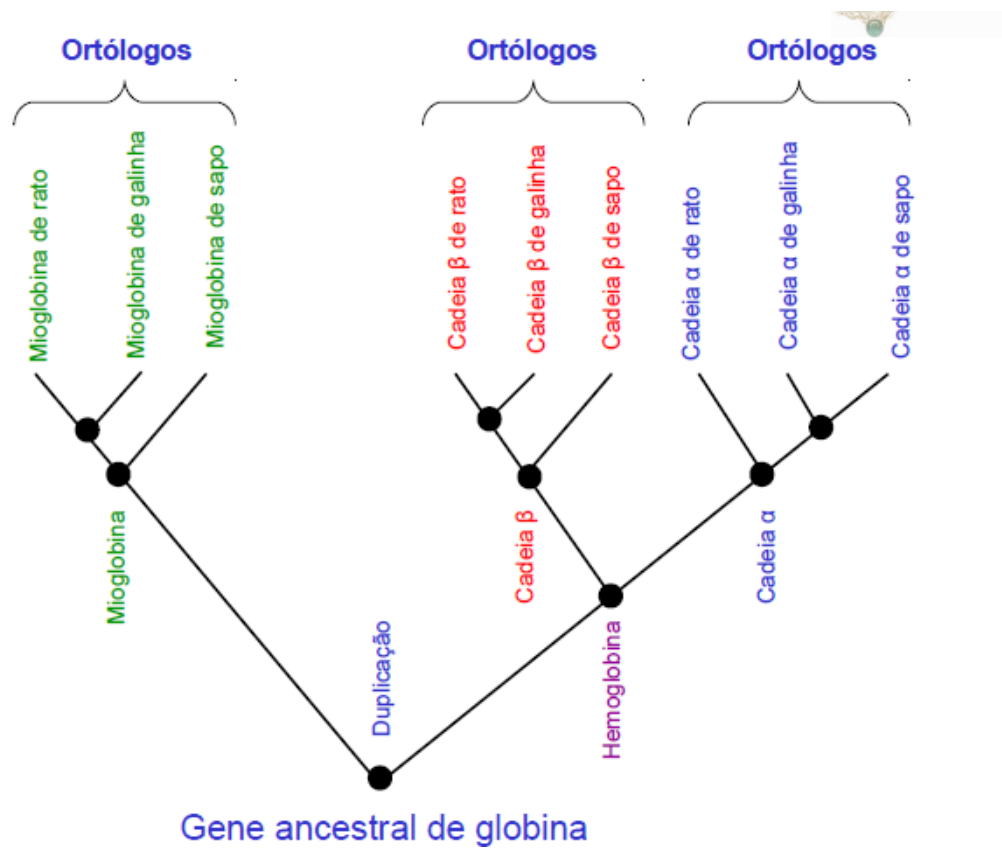 Ortólogos
Ortólogos
Ortólogos
Mioglobina de rato
Mioglobina de galinha
Mioglobina de sapo
Cadeia β de rato
Cadeia β de galinha
Cadeia β de sapo
Cadeia α de rato
Cadeia α de galinha
Cadeia α de sapo
Mioglobina
Cadeia β
Cadeia α
Duplicação
Hemoglobina
Gene ancestral de globina